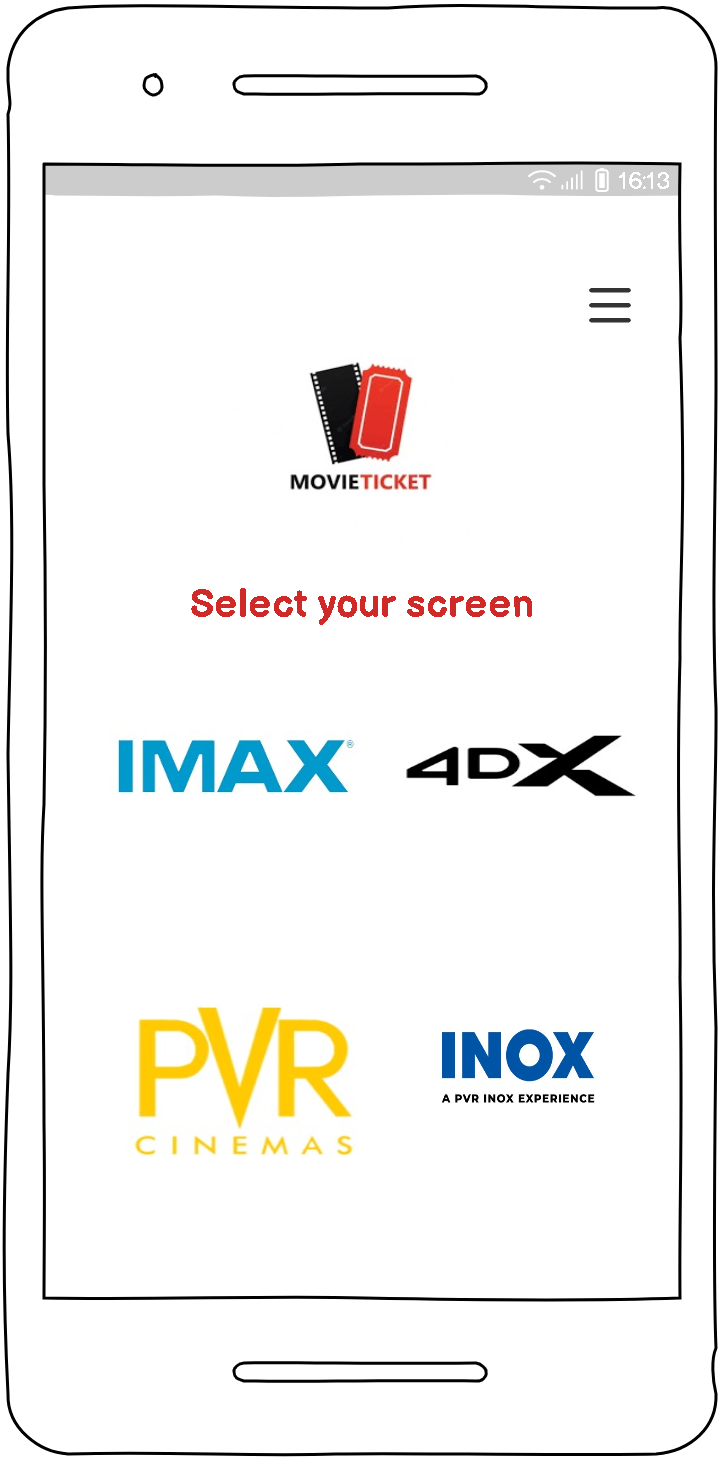 16:13
MOVIETICKET
Select your screen
IMAX®
4DX
PVR
CINEMAS
INOX
A PVR INOX EXPERIENCE